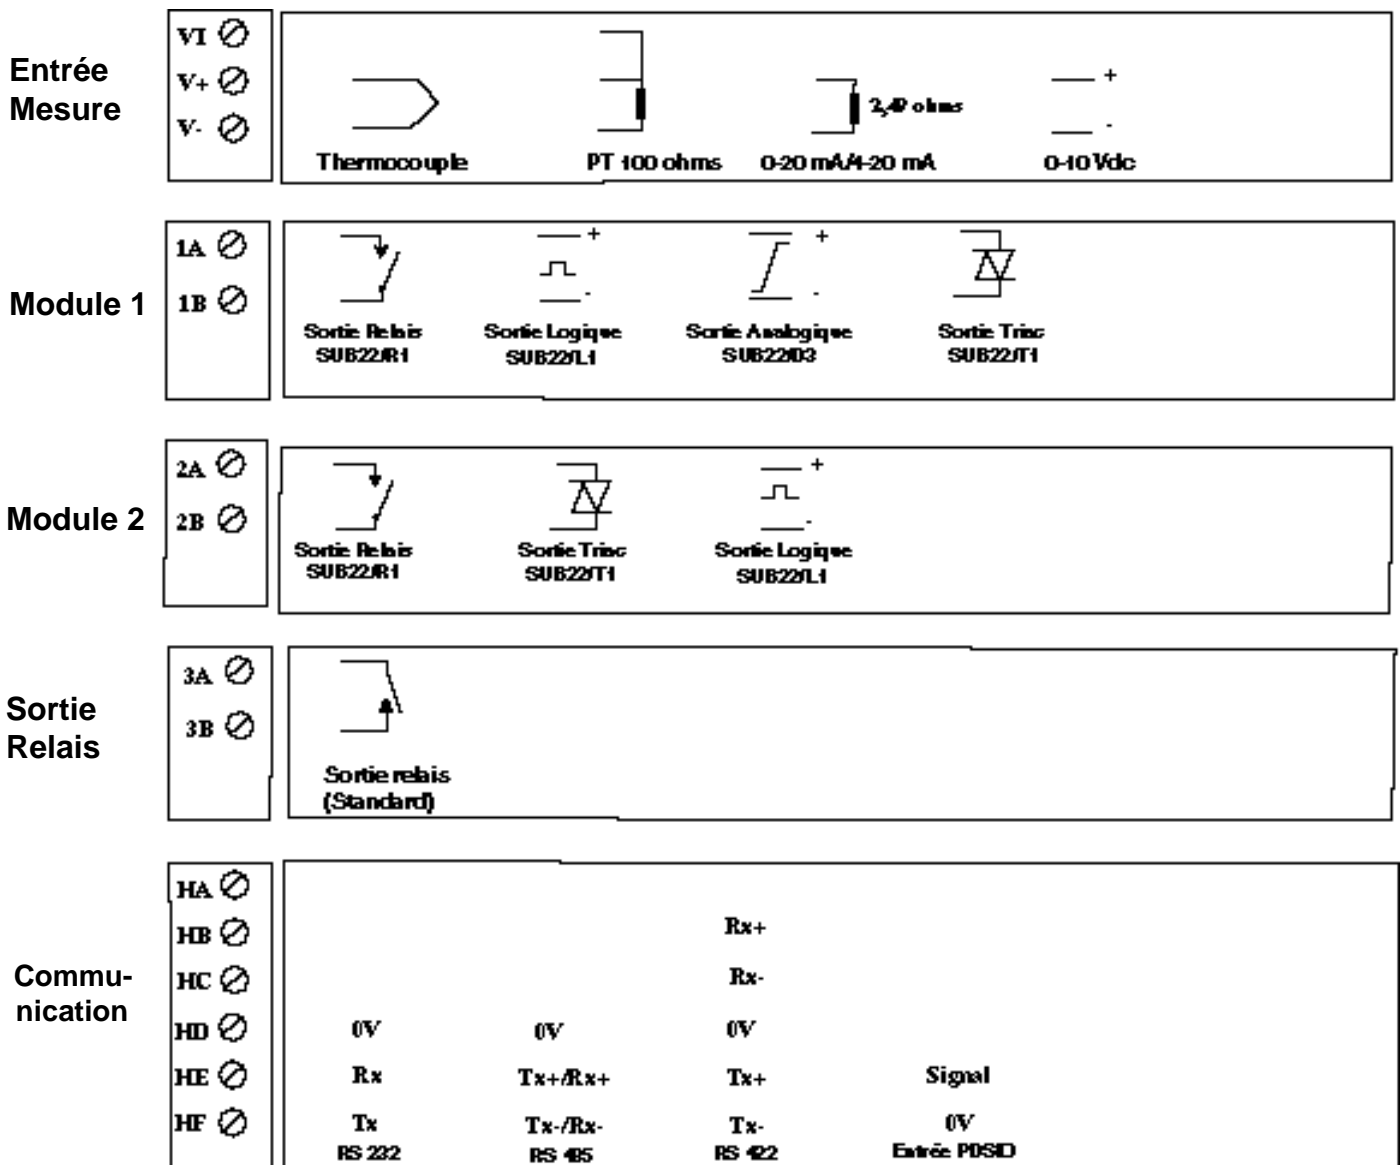 VI
Entrée
Mesure
V+
V-
+
-
2,49 ohms
Thermocouple
PT 100 ohms
0-20 mA/4-20 mA
0-10 Vdc
Module 1
1A
1B
+
-
+
-
Sortie Relais
SUB22/R1
Sortie Logique
SUB22/L1
Sortie Analogique
SUB22/D3
Sortie Triac
SUB22/T1
Module 2
2A
2B
+
-
Sortie Relais
SUB22/R1
Sortie Triac
SUB22/T1
Sortie Logique
SUB22/L1
Sortie
Relais
3A
3B
Sortie relais
(Standard)
Commu-
nication
HA
HB Rx+
HC Rx-
HD 0V 0V 0V
HE Rx Tx+/Rx+ Tx+ Signal
HF Tx Tx-/Rx- Tx- 0V
RS 232 RS 485 RS 422 Entrée PDSIO